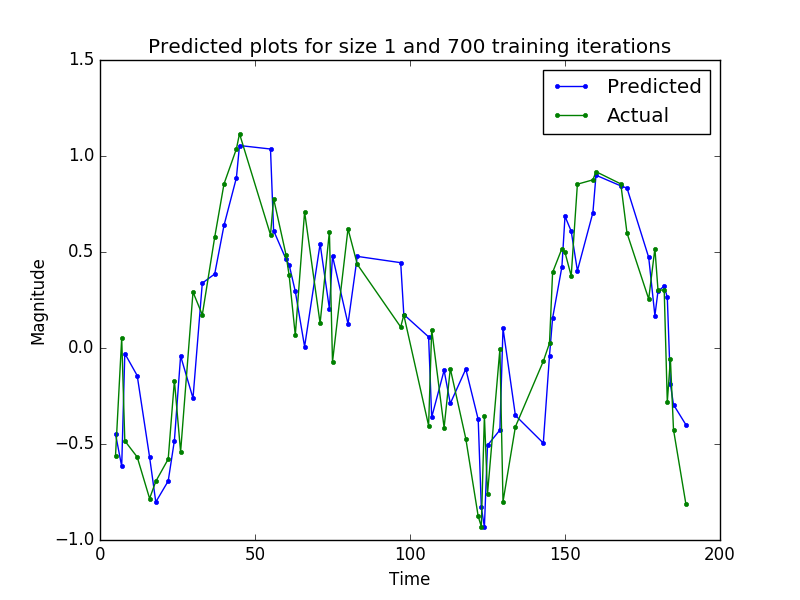 Predicted plots for size 1 and 700 training iterations
1.5
Predicted
Actual
1.0
0.5
Magnitude
0.0
−0.5
−1.0
0 50 100 150 200
Time